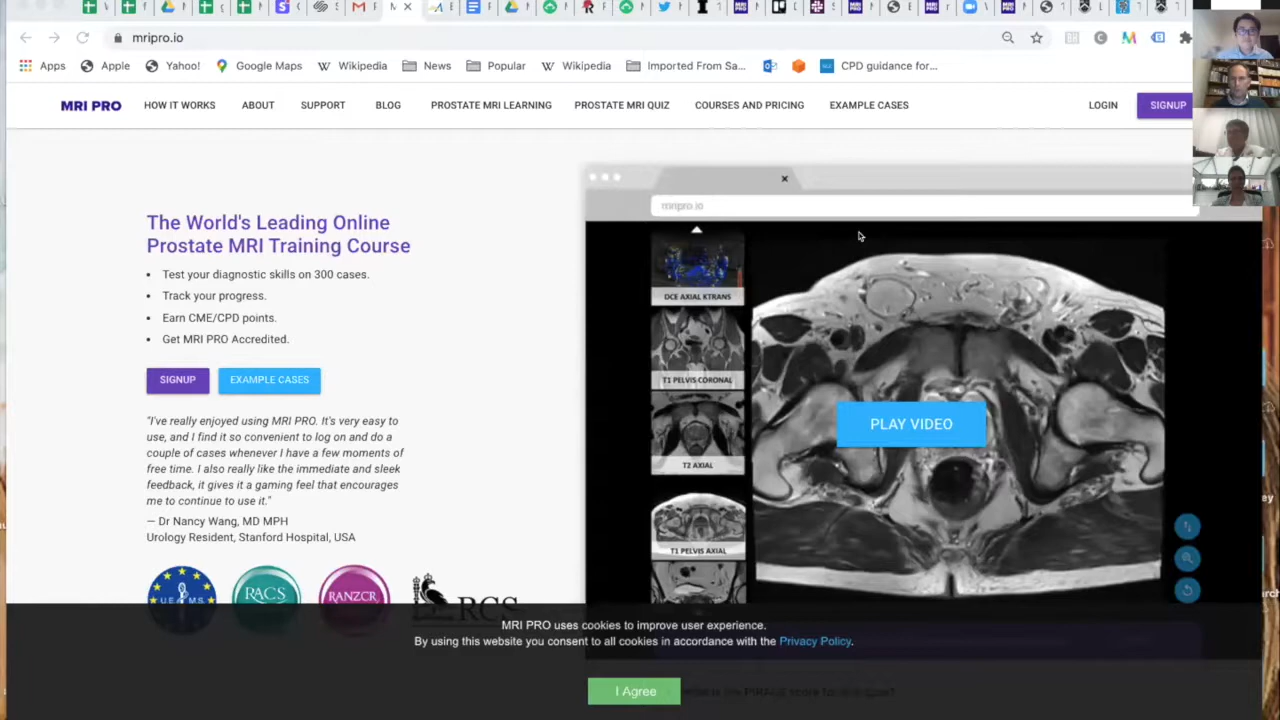 mripro.io
Apps Apple Yahoo! Google Maps Wikipedia News Popular Wikipedia Imported From Sa... CPD guidance for...
MRI PRO HOW IT WORKS ABOUT SUPPORT BLOG PROSTATE MRI LEARNING PROSTATE MRI QUIZ COURSES AND PRICING EXAMPLE CASES LOGIN SIGNUP
The World's Leading Online
Prostate MRI Training Course
• Test your diagnostic skills on 300 cases.
• Track your progress.
• Earn CME/CPD points.
• Get MRI PRO Accredited.
SIGNUP EXAMPLE CASES
"I've really enjoyed using MRI PRO. It's very easy to
use, and I find it so convenient to log on and do a
couple of cases whenever I have a few moments of
free time. I also really like the immediate and sleek
feedback, it gives it a gaming feel that encourages
me to continue to use it."
— Dr Nancy Wang, MD MPH
Urology Resident, Stanford Hospital, USA
U.E.M.S. RACS RANZCR RCS
mripro.io
DCE AXIAL KTRANS
T1 PELVIS CORONAL
T2 AXIAL
T1 PELVIS AXIAL
PLAY VIDEO
MRI PRO uses cookies to improve user experience.
By using this website you consent to all cookies in accordance with the Privacy Policy.
I Agree